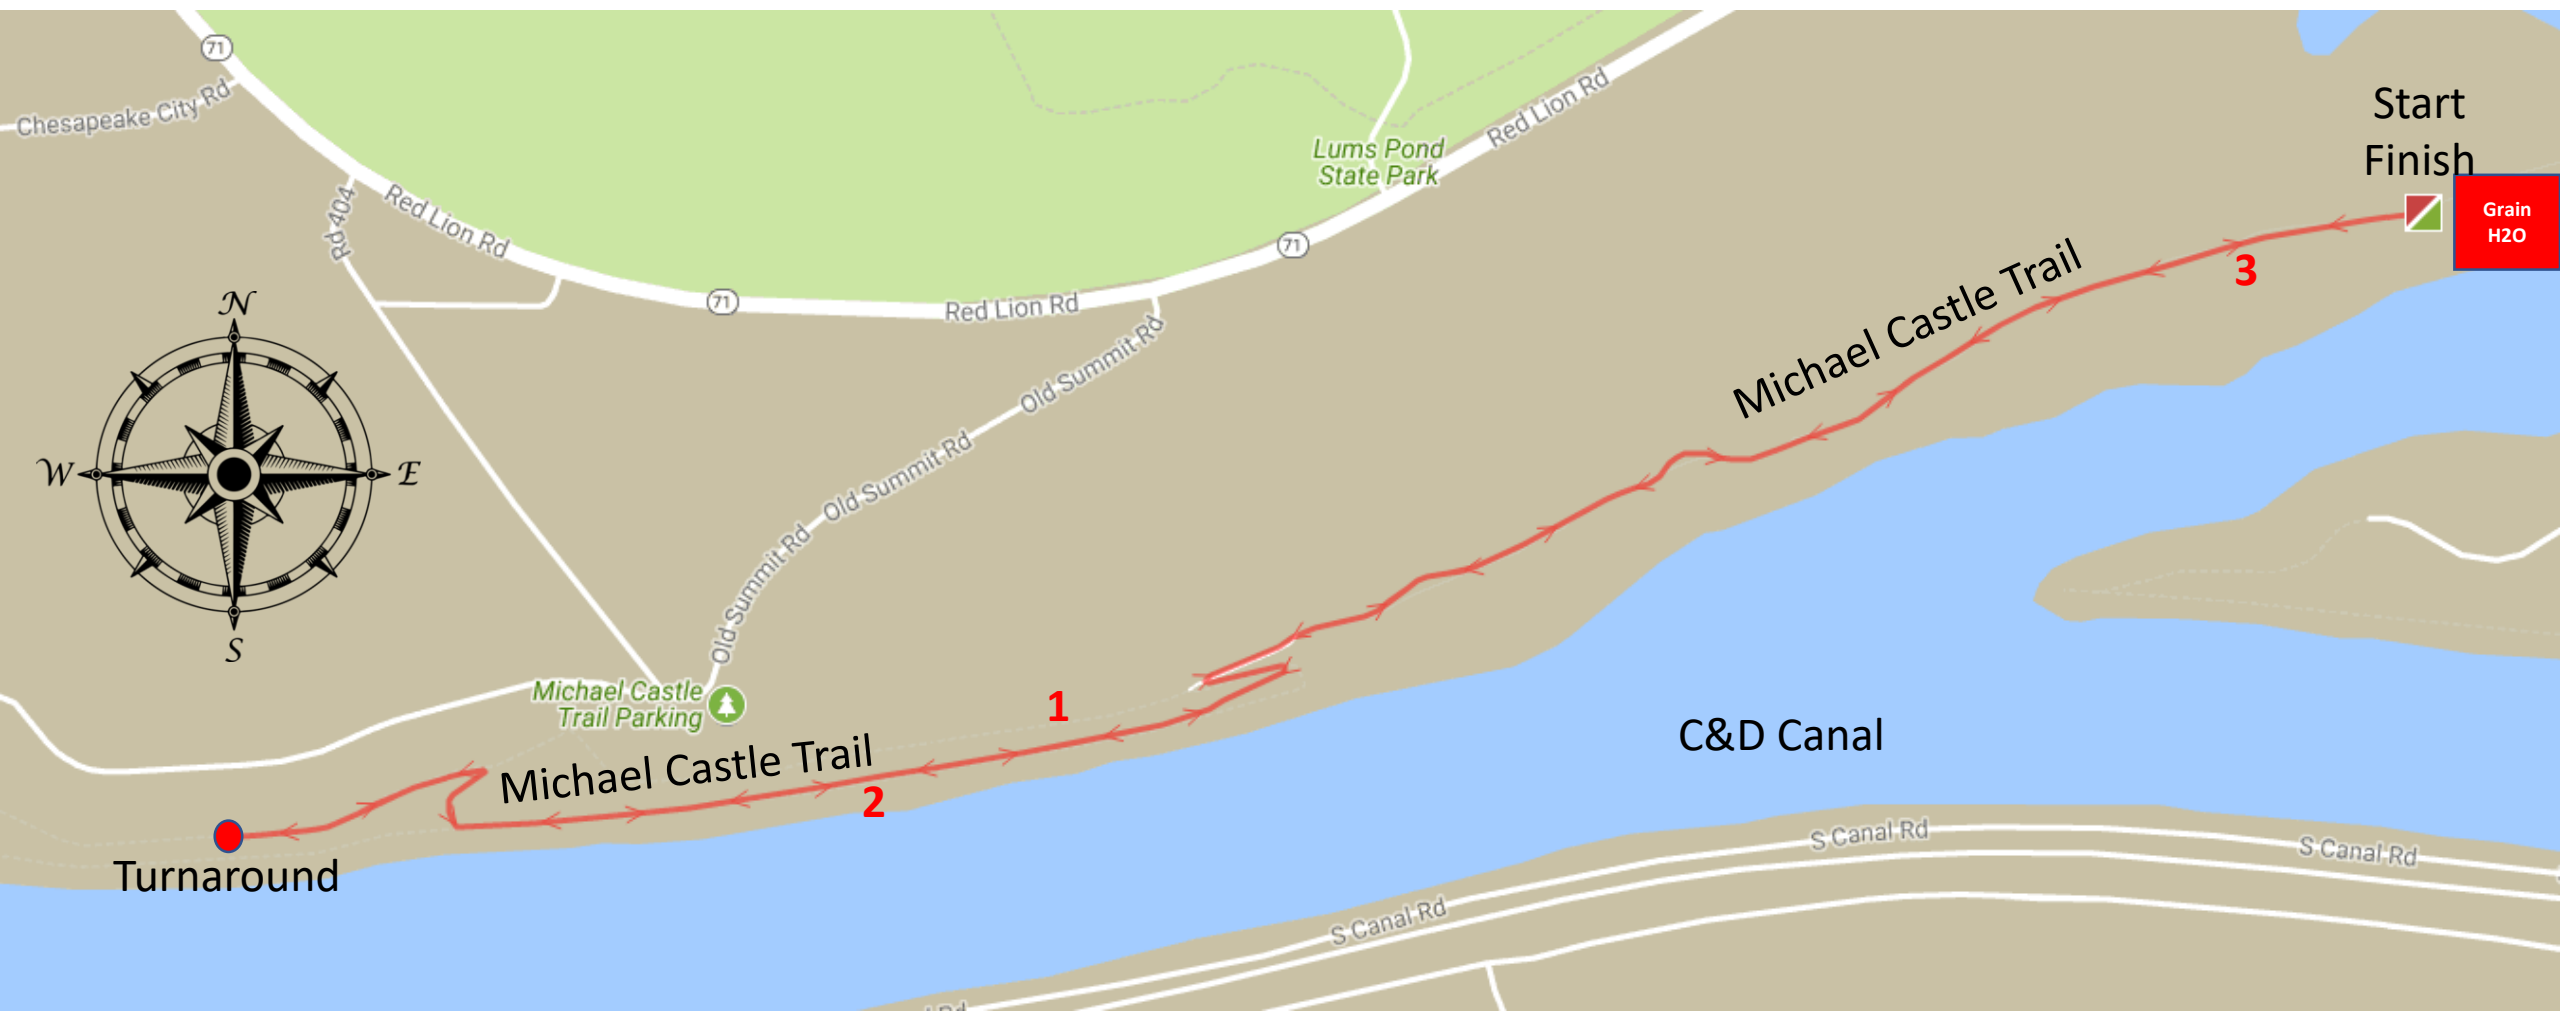 71
Chesapeake City Rd
Start
Finish
Red Lion Rd
Lums Pond
State Park
Rd 404
Red Lion Rd
Grain
H2O
71
3
Michael Castle Trail
N
71
Red Lion Rd
Old Summit Rd
W
E
Old Summit Rd
S
Old Summit Rd
Michael Castle
Trail Parking
1
C&D Canal
Michael Castle Trail
2
S Canal Rd
S Canal Rd
Turnaround
S Canal Rd